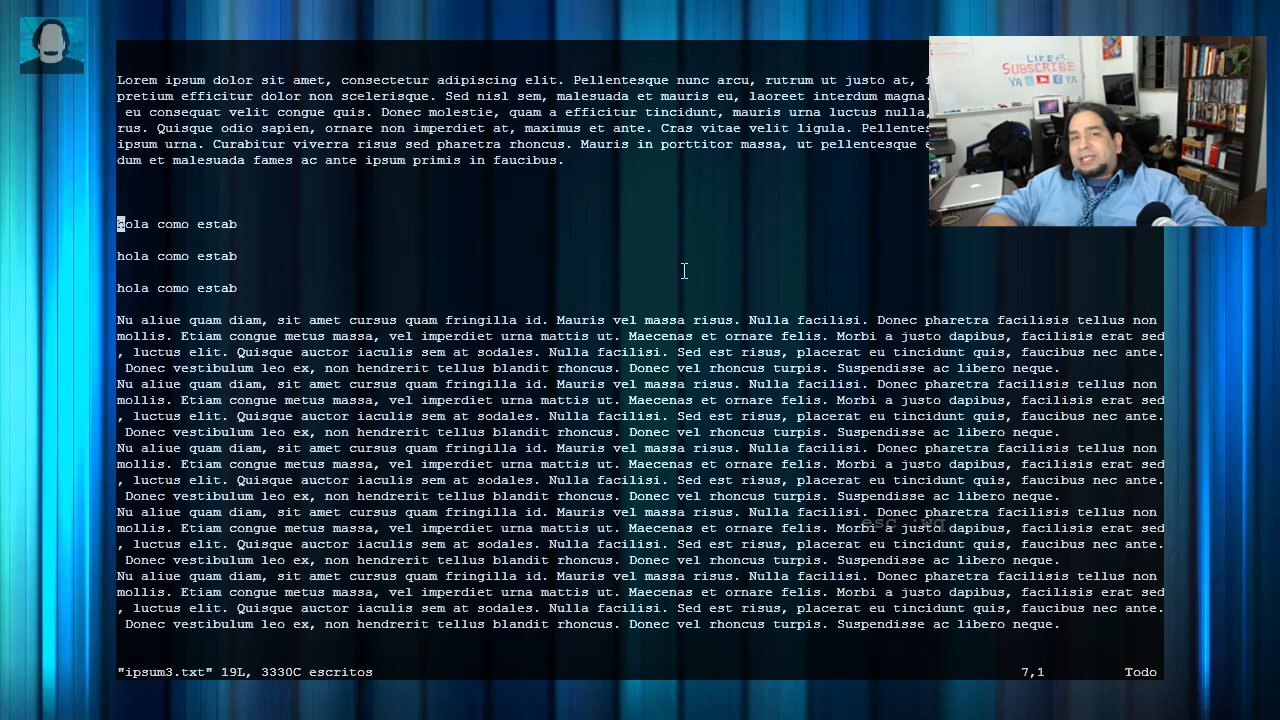 Lorem ipsum dolor sit amet, consectetur adipiscing elit. Pellentesque nunc arcu, rutrum ut justo at,
pretium efficitur dolor non scelerisque. Sed nisl sem, malesuada et mauris eu, laoreet interdum magna.
eu consequat velit congue quis. Donec molestie, quam a efficitur tincidunt, mauris urna luctus nulla,
rus. Quisque odio sapien, ornare non imperdiet at, maximus et ante. Cras vitae velit ligula. Pellentes
ipsum urna. Cuabitur viverra risus sed pharetra rhoncus. Mauris in porttitor massa, ut pellentesque
dum et malesuada fames ac ante ipsum primis in faucibus.
LIKE
SUBSCRIBE
YA YA
hola como estab
hola como estab
hola como estab
Nu aliue quam diam, sit amet cursus quam fringilla id. Mauris vel massa risus. Nulla facilisi. Donec pharetra facilisis tellus non
mollis. Etiam congue metus massa, vel imperdiet urna mattis ut. Maecenas et ornare felis. Morbi a justo dapibus, facilisis erat sed
, luctus elit. Quisque auctor iaculis sem at sodales. Nulla facilisi. Sed est risus, placerat eu tincidunt quis, faucibus nec ante.
Donec vestibulum leo ex, non hendrerit tellus blandit rhoncus. Donec vel rhoncus turpis. Suspendisse ac libero neque.
Nu aliue quam diam, sit amet cursus quam fringilla id. Mauris vel massa risus. Nulla facilisi. Donec pharetra facilisis tellus non
mollis. Etiam congue metus massa, vel imperdiet urna mattis ut. Maecenas et ornare felis. Morbi a justo dapibus, facilisis erat sed
, luctus elit. Quisque auctor iaculis sem at sodales. Nulla facilisi. Sed est risus, placerat eu tincidunt quis, faucibus nec ante.
Donec vestibulum leo ex, non hendrerit tellus blandit rhoncus. Donec vel rhoncus turpis. Suspendisse ac libero neque.
Nu aliue quam diam, sit amet cursus quam fringilla id. Mauris vel massa risus. Nulla facilisi. Donec pharetra facilisis tellus non
mollis. Etiam congue metus massa, vel imperdiet urna mattis ut. Maecenas et ornare felis. Morbi a justo dapibus, facilisis erat sed
, luctus elit. Quisque auctor iaculis sem at sodales. Nulla facilisi. Sed est risus, placerat eu tincidunt quis, faucibus nec ante.
Donec vestibulum leo ex, non hendrerit tellus blandit rhoncus. Donec vel rhoncus turpis. Suspendisse ac libero neque.
Nu aliue quam diam, sit amet cursus quam fringilla id. Mauris vel massa risus. Nulla facilisi. Donec pharetra facilisis tellus non
esc :wq
mollis. Etiam congue metus massa, vel imperdiet urna mattis ut. Maecenas et ornare felis. Morbi a justo dapibus, facilisis erat sed
, luctus elit. Quisque auctor iaculis sem at sodales. Nulla facilisi. Sed est risus, placerat eu tincidunt quis, faucibus nec ante.
Donec vestibulum leo ex, non hendrerit tellus blandit rhoncus. Donec vel rhoncus turpis. Suspendisse ac libero neque.
Nu aliue quam diam, sit amet cursus quam fringilla id. Mauris vel massa risus. Nulla facilisi. Donec pharetra facilisis tellus non
mollis. Etiam congue metus massa, vel imperdiet urna mattis ut. Maecenas et ornare felis. Morbi a justo dapibus, facilisis erat sed
, luctus elit. Quisque auctor iaculis sem at sodales. Nulla facilisi. Sed est risus, placerat eu tincidunt quis, faucibus nec ante.
Donec vestibulum leo ex, non hendrerit tellus blandit rhoncus. Donec vel rhoncus turpis. Suspendisse ac libero neque.
"ipsum3.txt" 19L, 3330C escritos 7,1 Todo